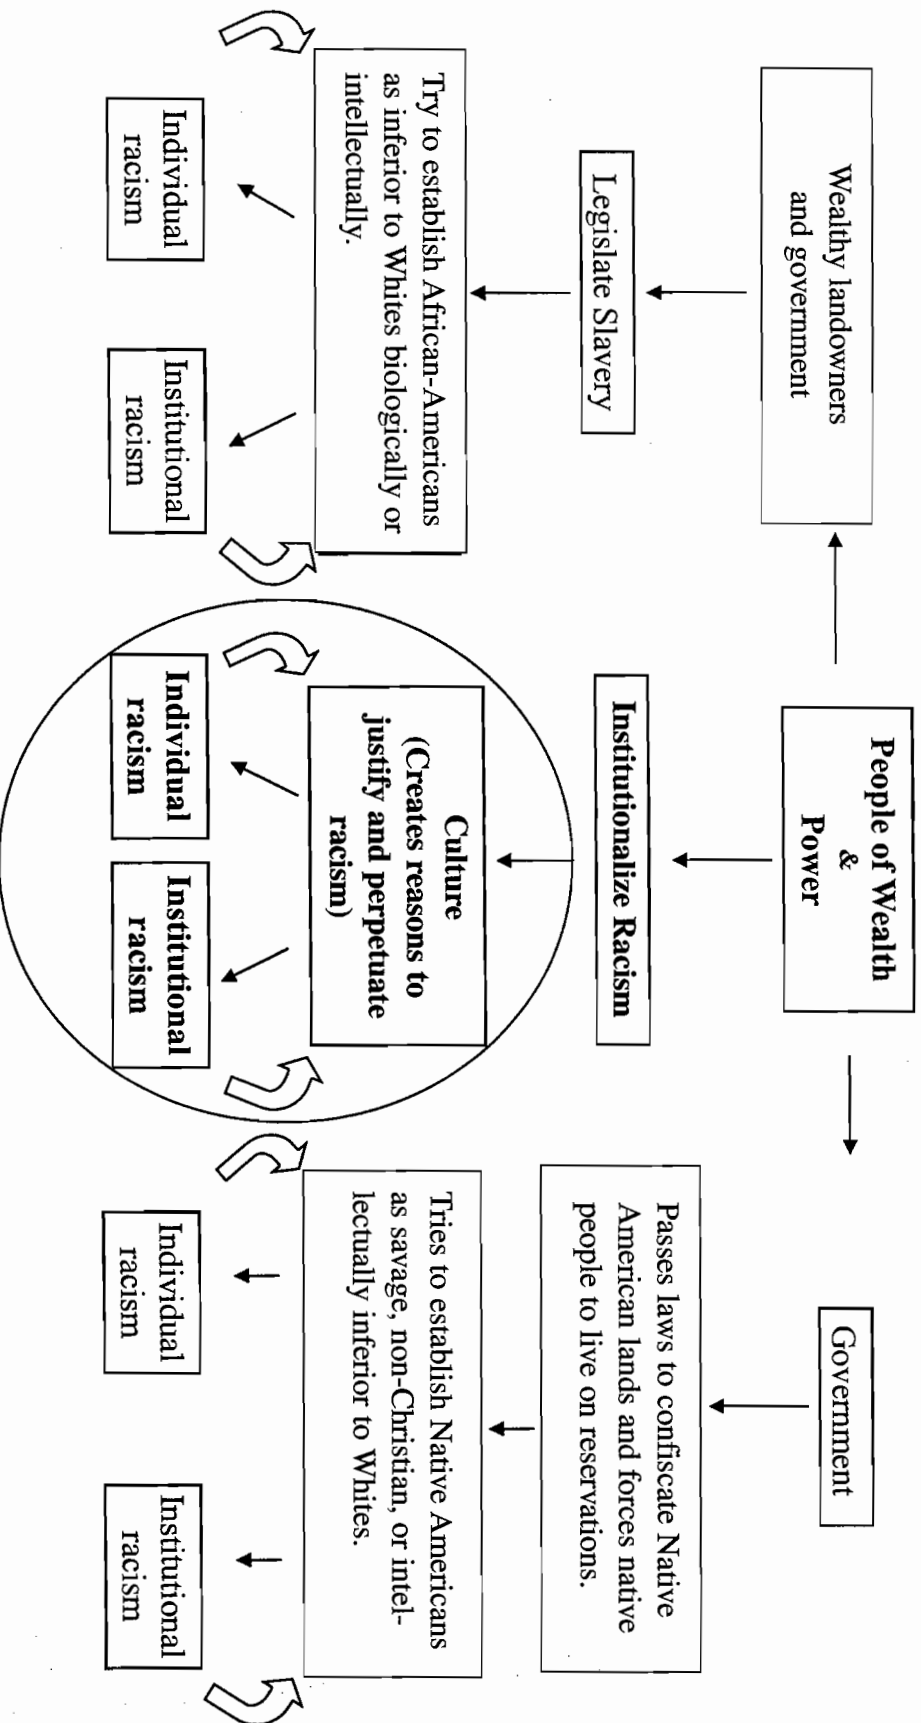 People of Wealth
&
Power
Wealthy landowners
and government
Government
Legislate Slavery
Institutionalize Racism
Passes laws to confiscate Native
American lands and forces native
people to live on reservations.
Try to establish African-Americans
as inferior to Whites biologically or
intellectually.
Culture
(Creates reasons to
justify and perpetuate
racism)
Tries to establish Native Americans
as savage, non-Christian, or intel-
lectually inferior to Whites.
Individual
racism
Institutional
racism
Individual
racism
Institutional
racism
Individual
racism
Institutional
racism